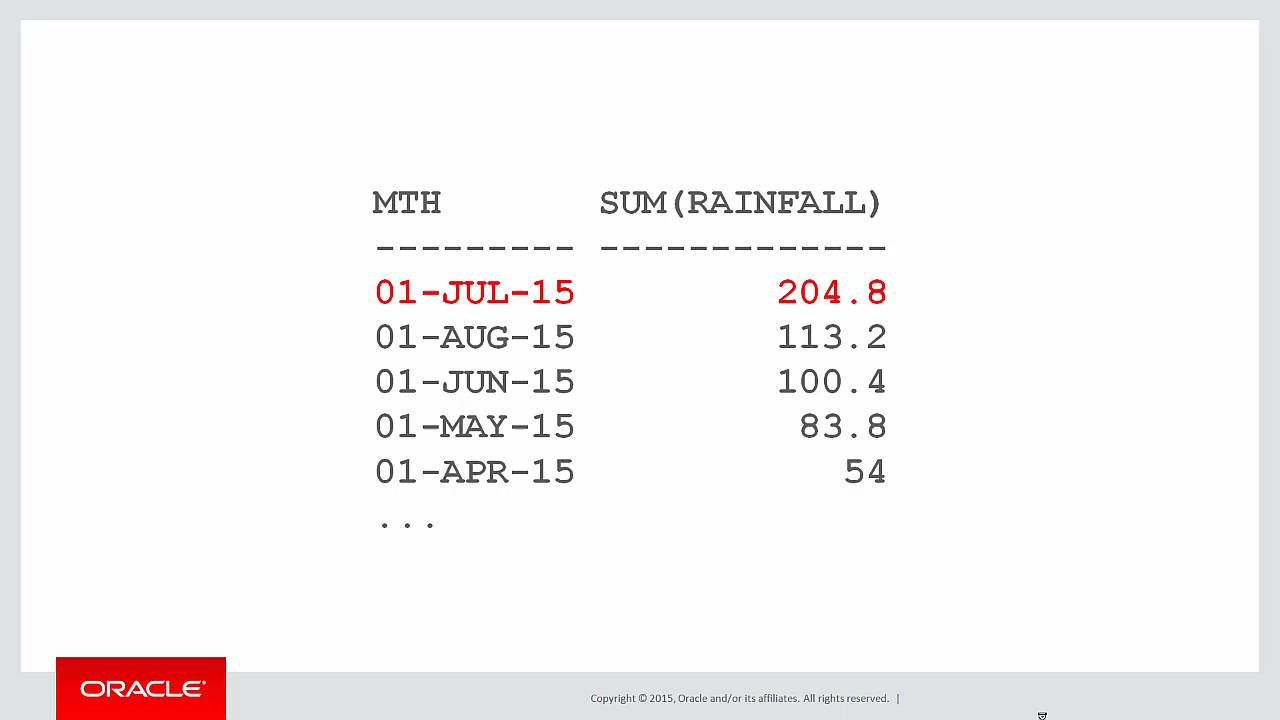 MTH SUM(RAINFALL)
--------- -------------
01-JUL-15 204.8
01-AUG-15 113.2
01-JUN-15 100.4
01-MAY-15 83.8
01-APR-15 54
...
ORACLE®
Copyright © 2015, Oracle and/or its affiliates. All rights reserved. |